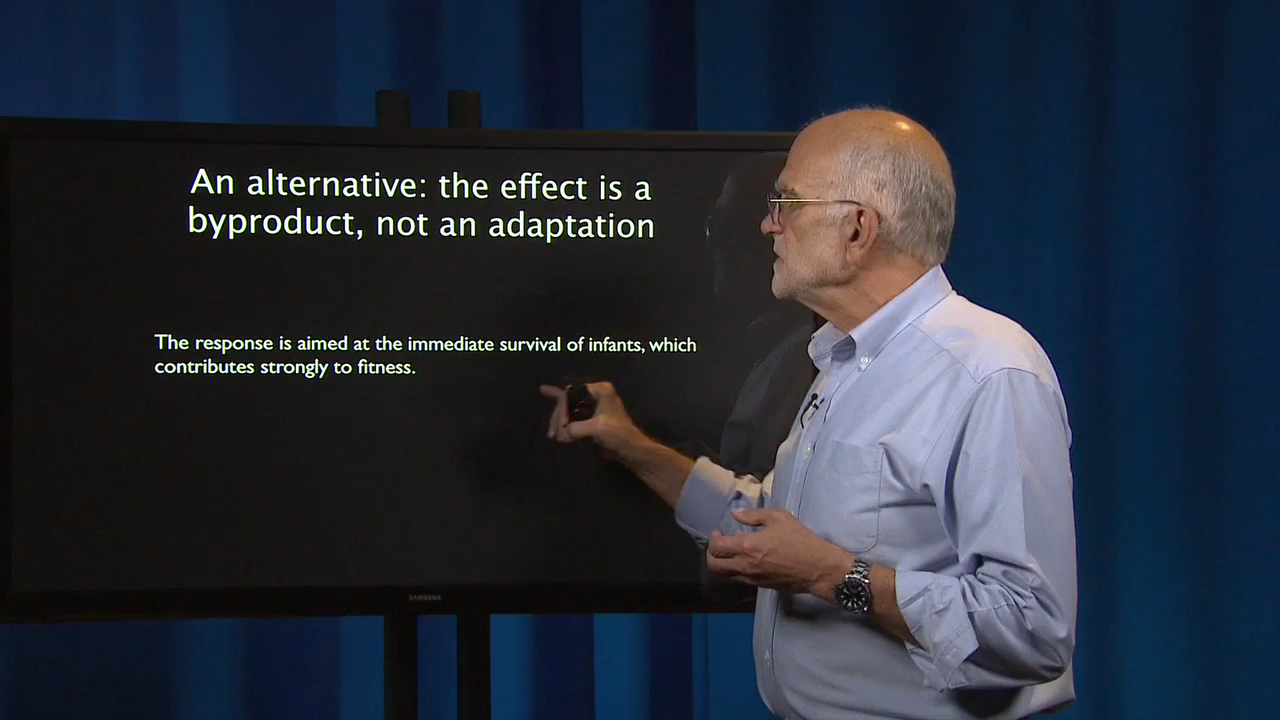 An alternative: the effect is a
byproduct, not an adaptation
The response is aimed at the immediate survival of infants, which
contributes strongly to fitness.
SAMSUNG